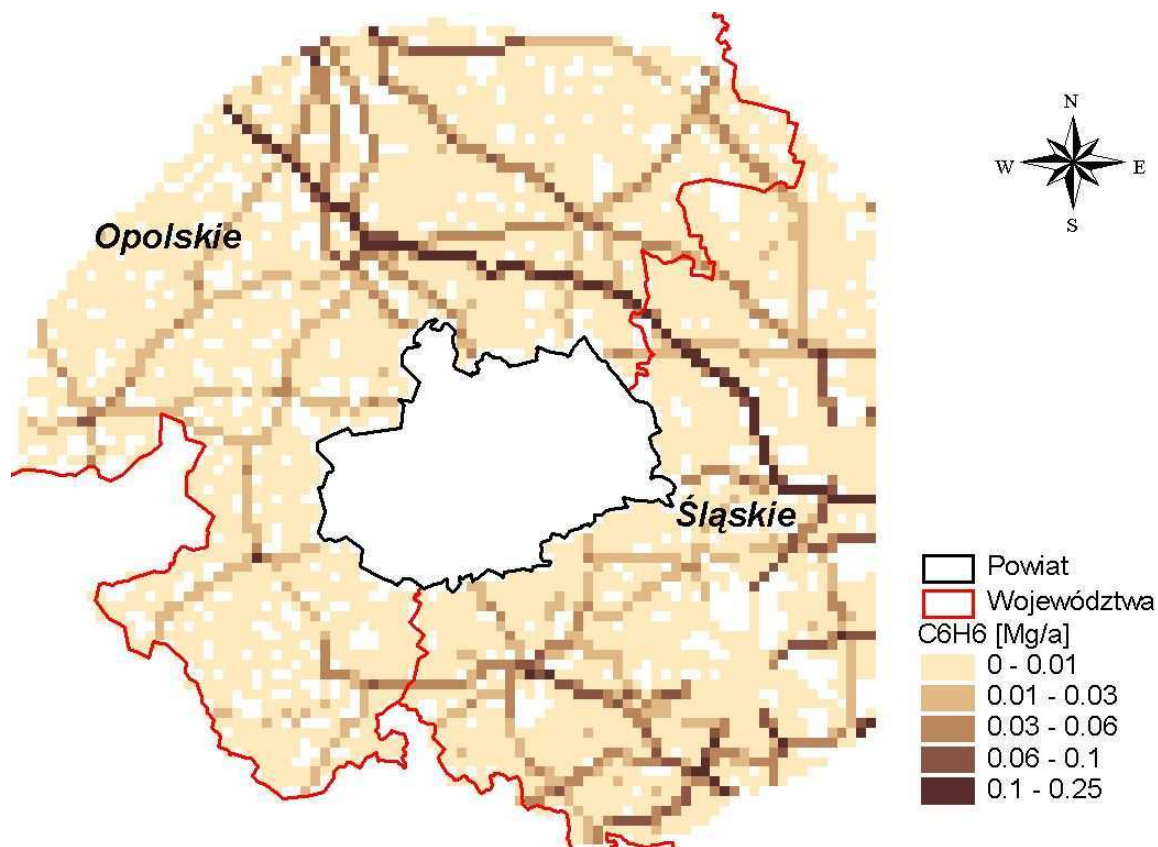 N
W E
S
Opolskie
Śląskie
Powiat
Województwa
C6H6 [Mg/a]
0 - 0.01
0.01 - 0.03
0.03 - 0.06
0.06 - 0.1
0.1 - 0.25